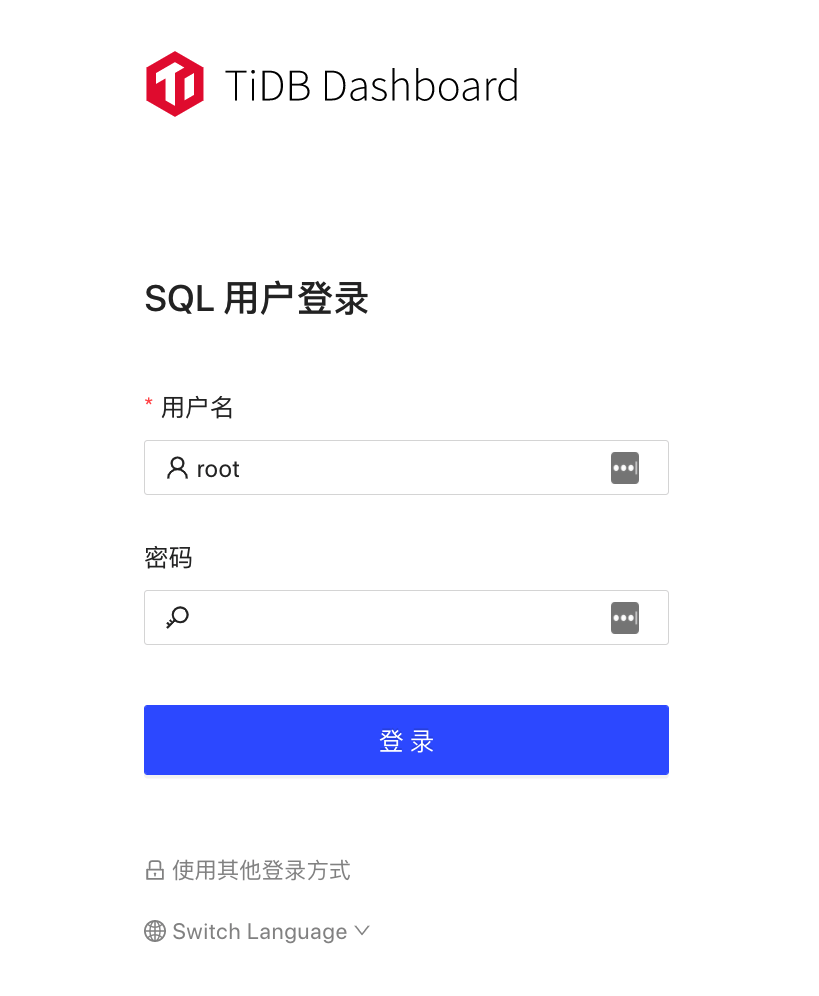 TiDB Dashboard
SQL 用户登录
* 用户名
root
密码
登 录
使用其他登录方式
Switch Language